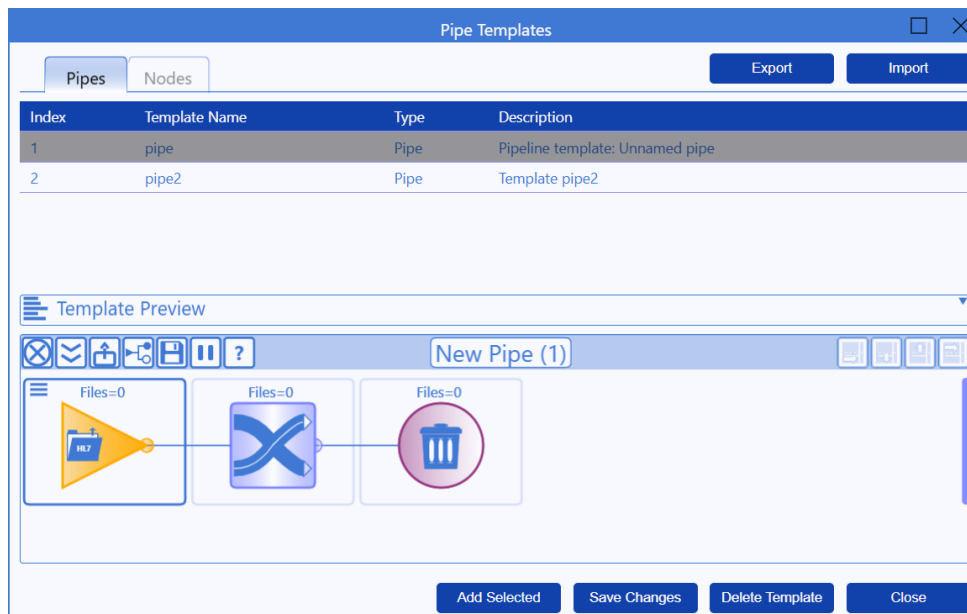 Pipe Templates
Pipes Nodes Export Import
Index Template Name Type Description
1 pipe Pipe Pipeline template: Unnamed pipe
2 pipe2 Pipe Template pipe2
Template Preview
? New Pipe (1)
Files=0 Files=0 Files=0
HL7
Add Selected Save Changes Delete Template Close